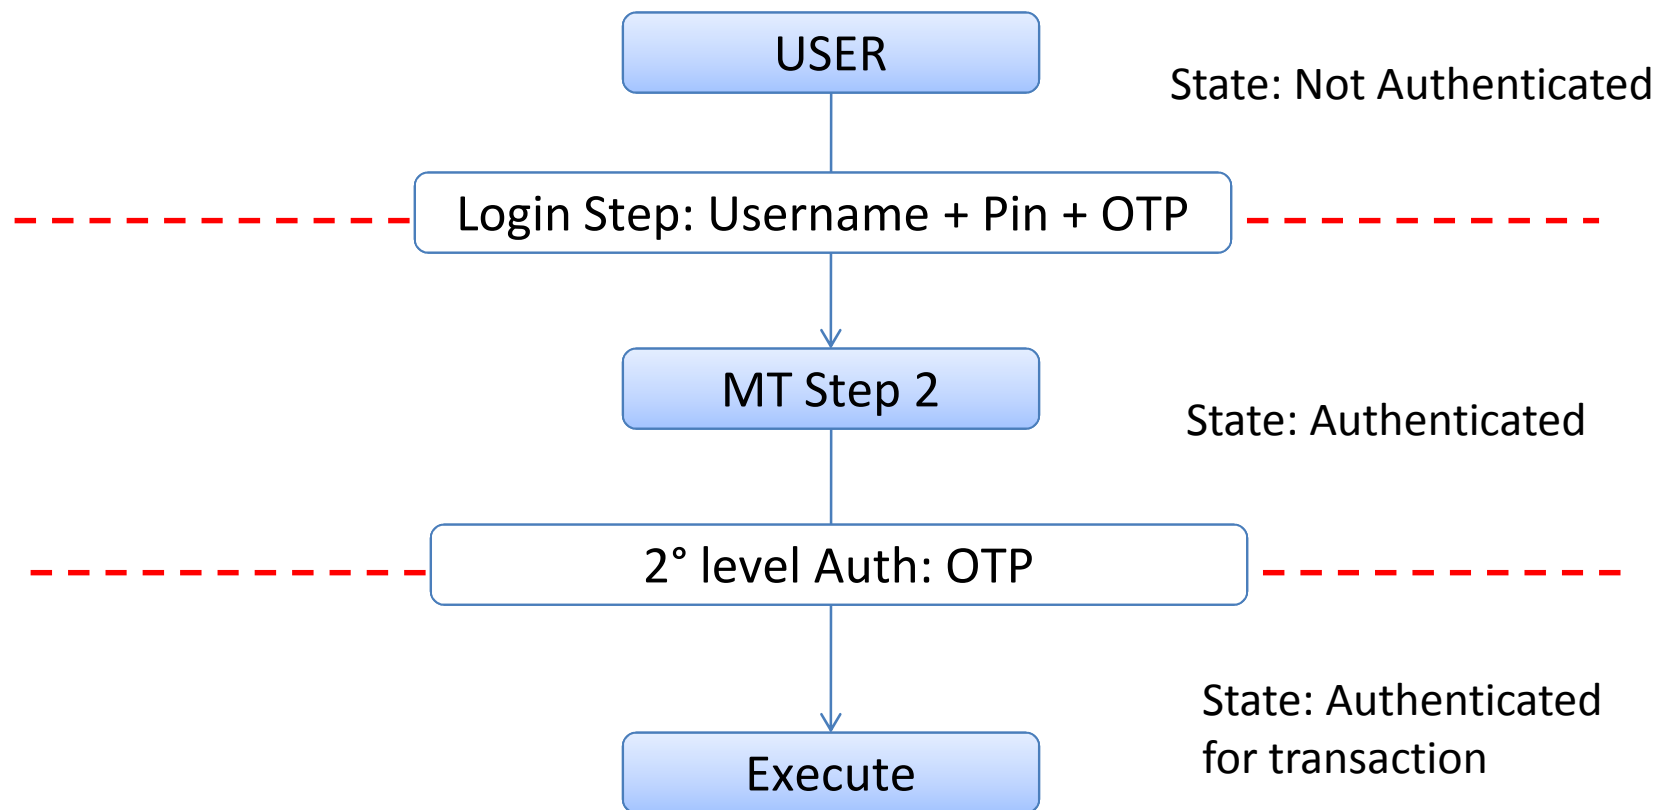 USER
State: Not Authenticated
Login Step: Username + Pin + OTP
MT Step 2
State: Authenticated
2° level Auth: OTP
State: Authenticated
for transaction
Execute